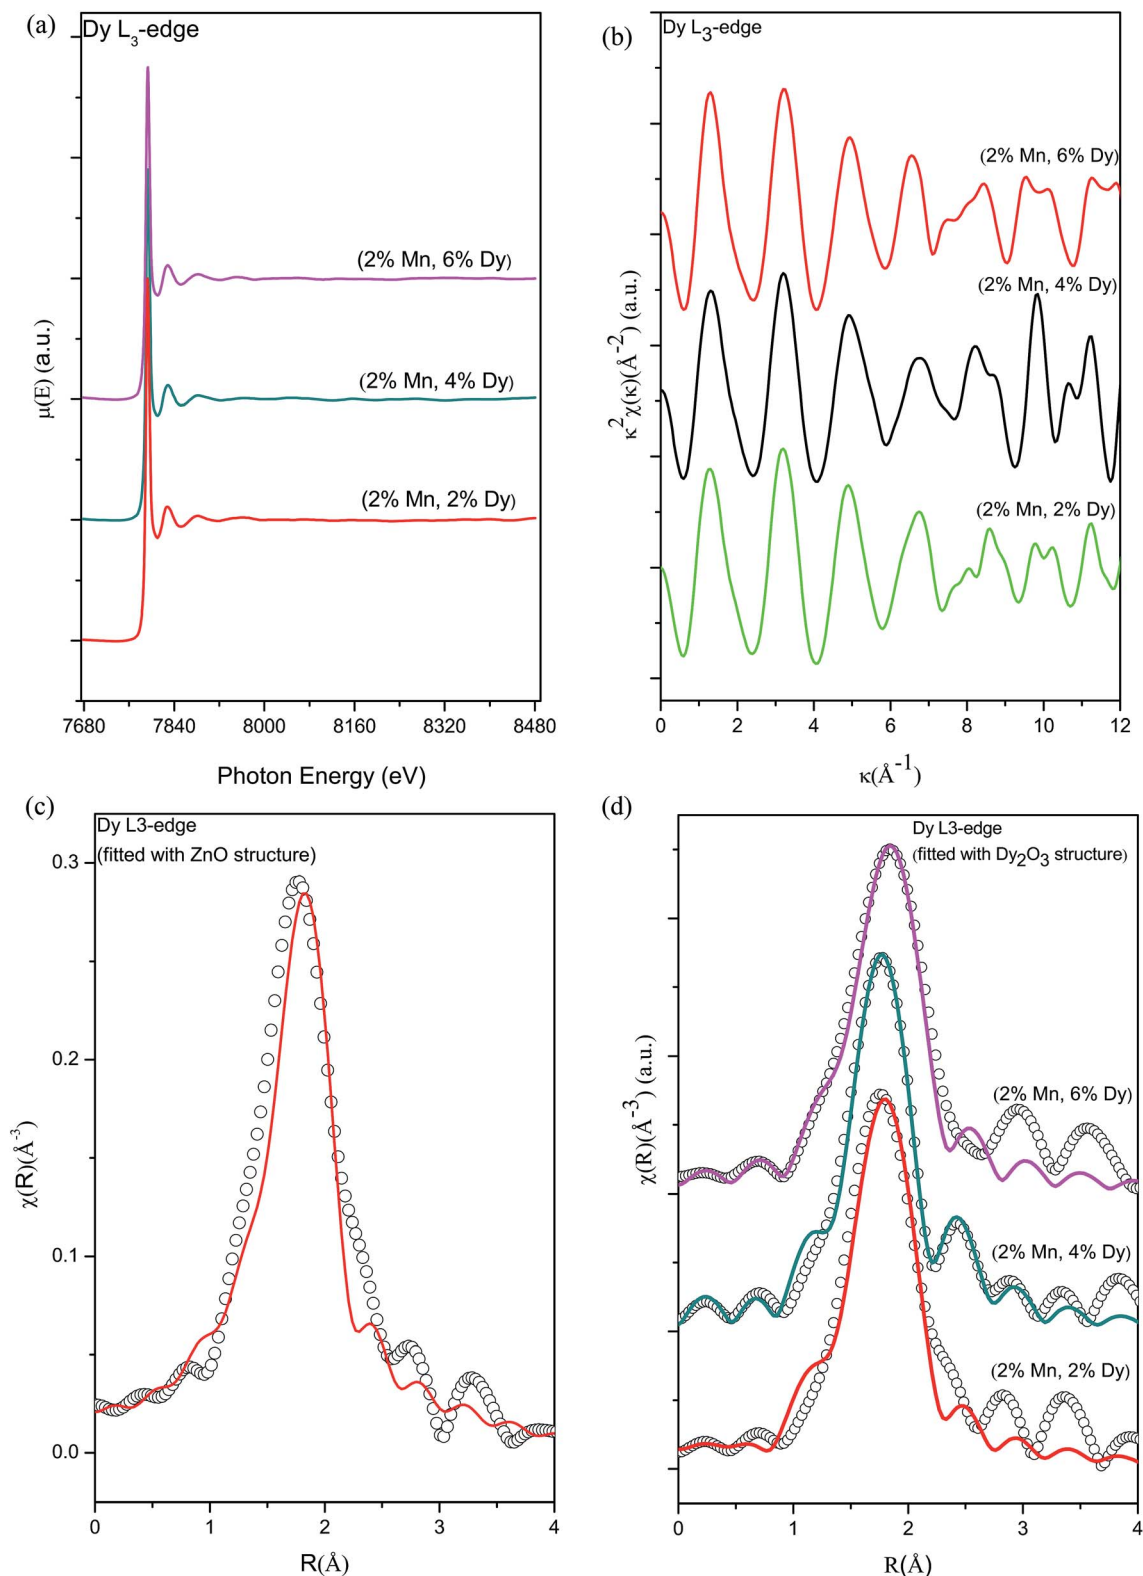 (a)
Dy L₃-edge
(2% Mn, 6% Dy)
(2% Mn, 4% Dy)
(2% Mn, 2% Dy)
μ(E) (a.u.)
7680 7840 8000 8160 8320 8480
Photon Energy (eV)
(b)
Dy L₃-edge
(2% Mn, 6% Dy)
(2% Mn, 4% Dy)
(2% Mn, 2% Dy)
κ²χ(κ)(Å⁻²) (a.u.)
0 2 4 6 8 10 12
κ(Å⁻¹)
(c)
Dy L3-edge
(fitted with ZnO structure)
0.3
0.2
0.1
0.0
χ(R)(Å⁻³)
0 1 2 3 4
R(Å)
(d)
Dy L3-edge
(fitted with Dy₂O₃ structure)
(2% Mn, 6% Dy)
(2% Mn, 4% Dy)
(2% Mn, 2% Dy)
χ(R)(Å⁻³) (a.u.)
0 1 2 3 4
R(Å)